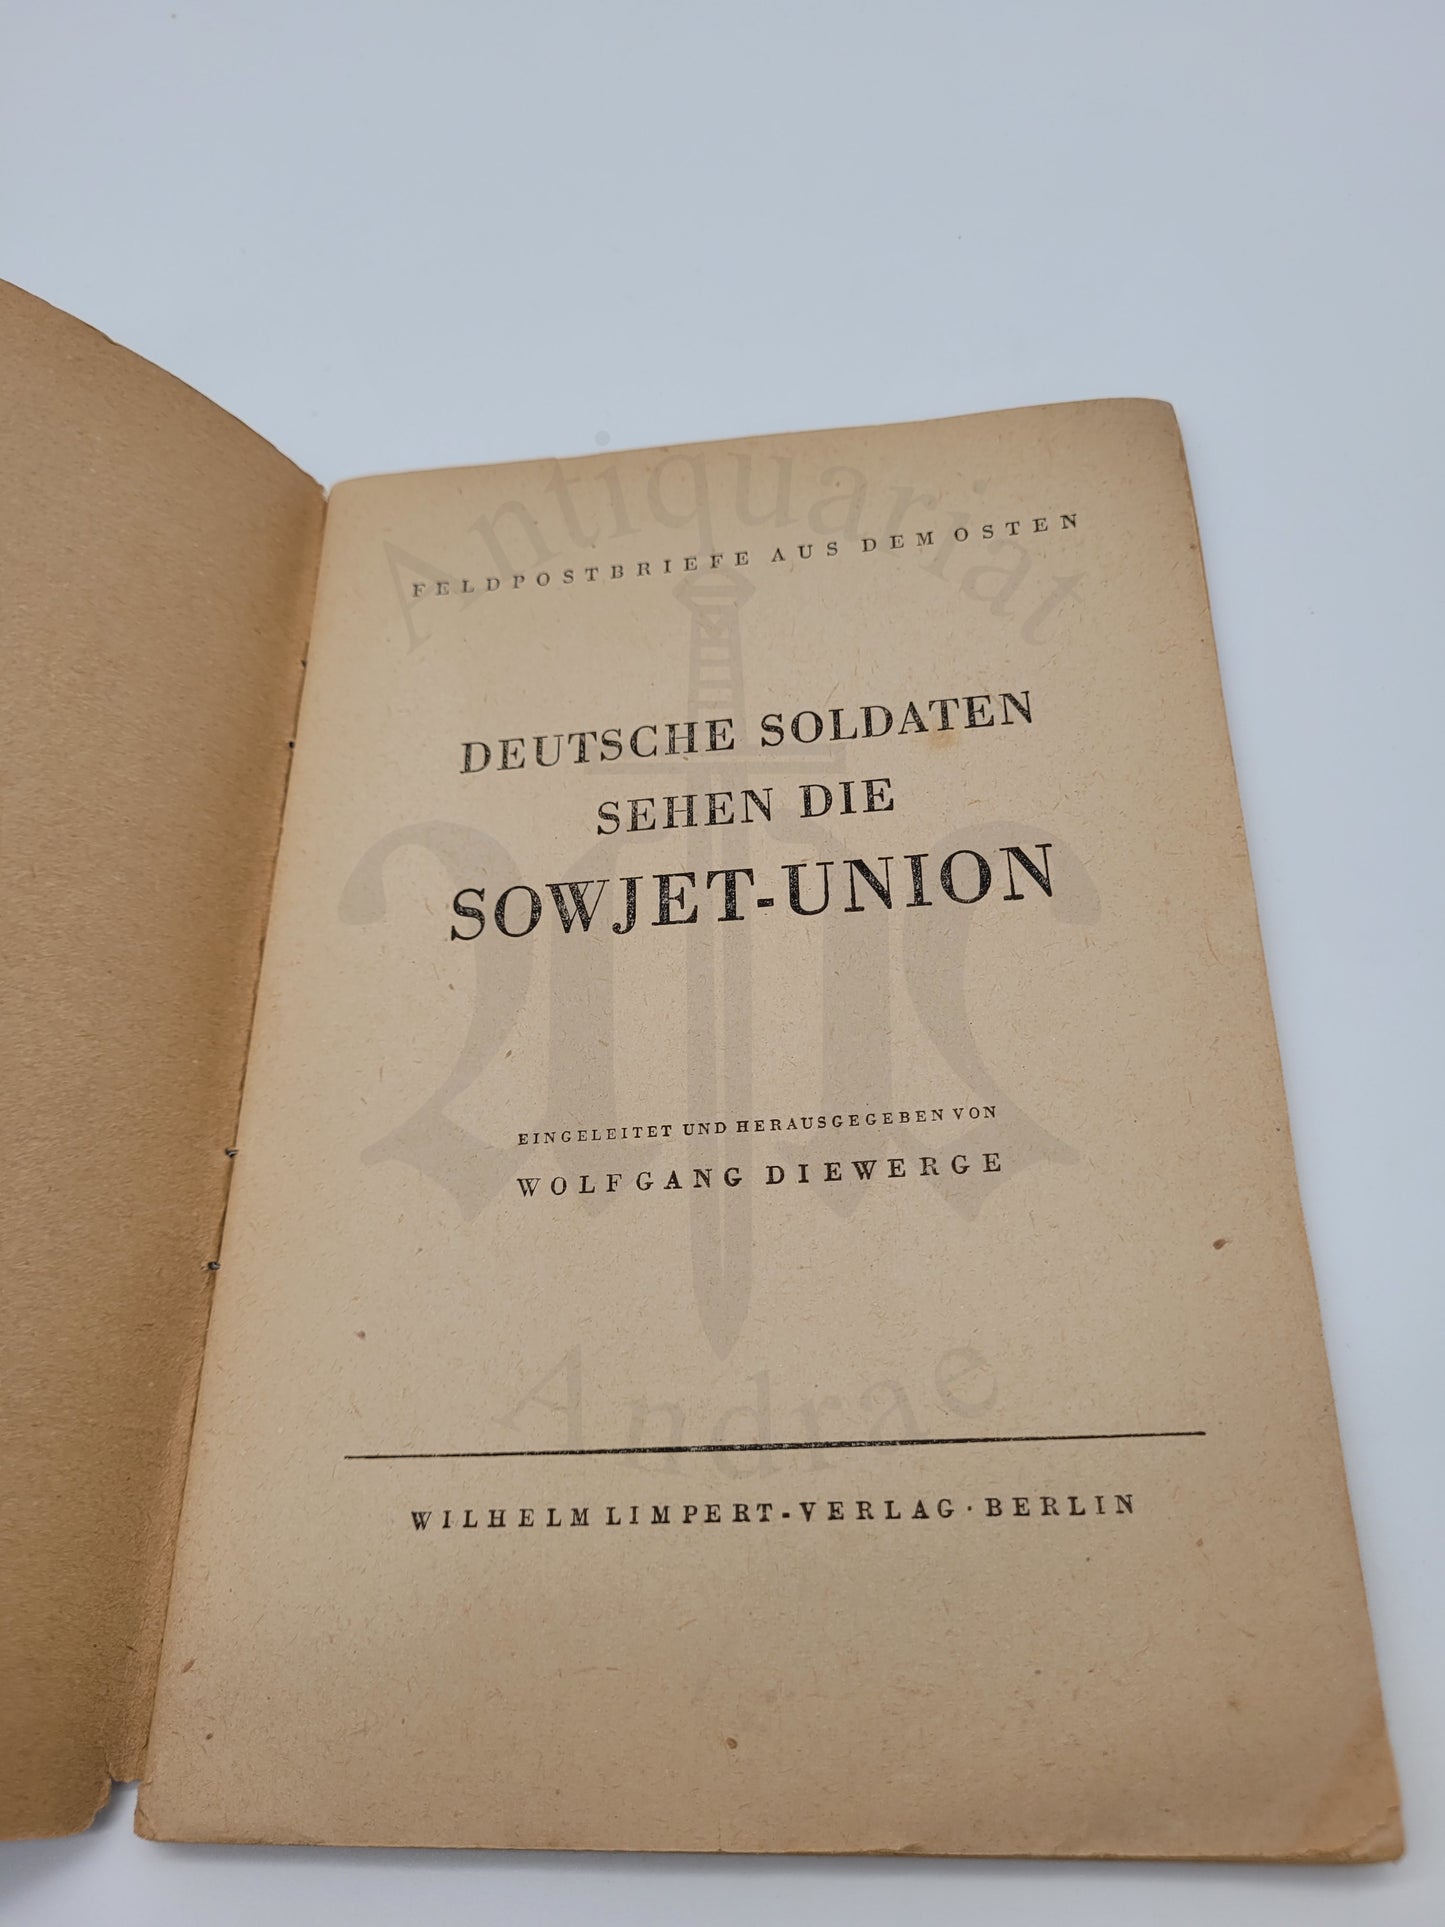 Antiquariat
FELDPOSTBRIEFE AUS DEM OSTEN
DEUTSCHE SOLDATEN
SEHEN DIE
SOWJET-UNION
EINGELEITET UND HERAUSGEGEBEN VON
WOLFGANG DIEWERGE
Andrae
WILHELM LIMPERT-VERLAG · BERLIN